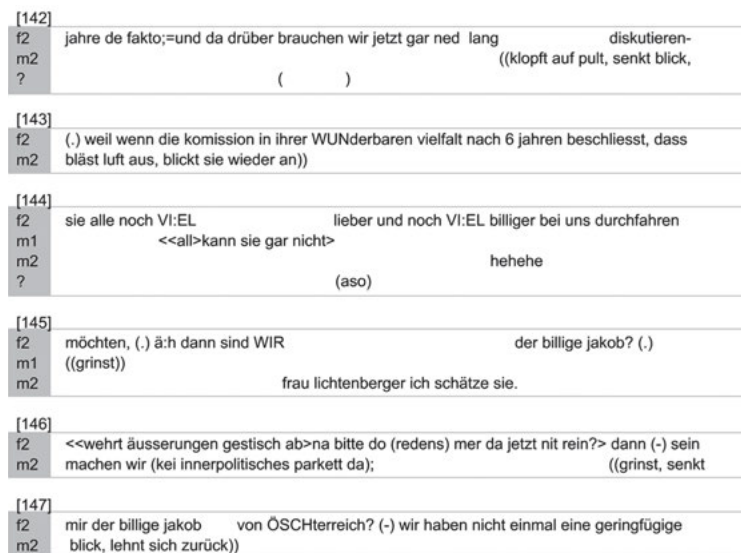 [142]
f2 jahre de fakto;=und da drüber brauchen wir jetzt gar ned lang diskutieren-
m2 ((klopft auf pult, senkt blick,
? ( )
[143]
f2 (.) weil wenn die komission in ihrer WUNderbaren vielfalt nach 6 jahren beschliesst, dass
m2 bläst luft aus, blickt sie wieder an))
[144]
f2 sie alle noch VI:EL lieber und noch VI:EL billiger bei uns durchfahren
m1 <<all>kann sie gar nicht>
m2 hehehe
? (aso)
[145]
f2 möchten, (.) ä:h dann sind WIR der billige jakob? (.)
m1 ((grinst))
m2 frau lichtenberger ich schätze sie.
[146]
f2 <<wehrt äusserungen gestisch ab>na bitte do (redens) mer da jetzt nit rein?> dann (-) sein
m2 machen wir (kei innerpolitisches parkett da); ((grinst, senkt
[147]
f2 mir der billige jakob von ÖSCHterreich? (-) wir haben nicht einmal eine geringfügige
m2 blick, lehnt sich zurück))